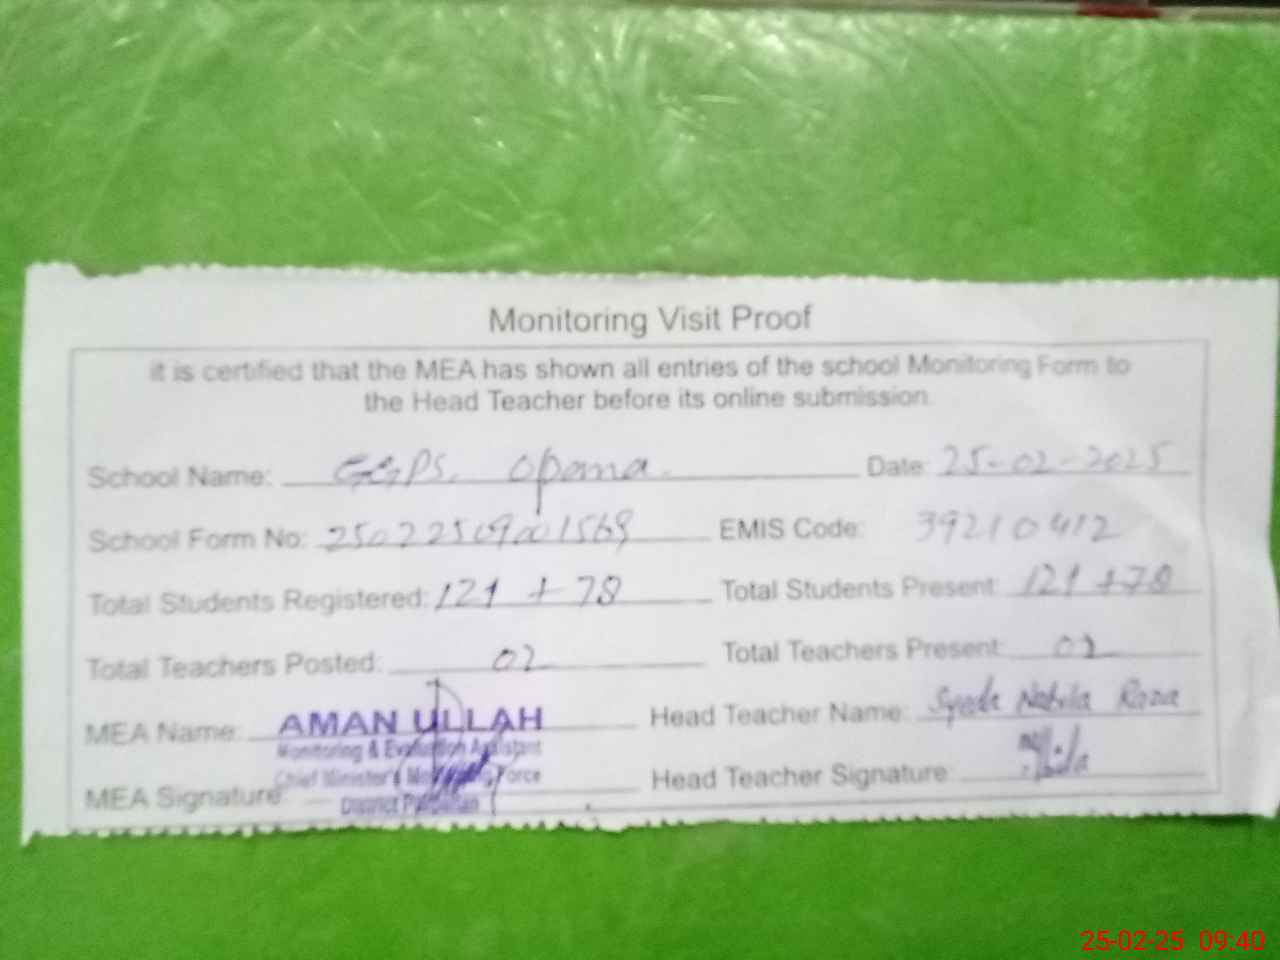 Monitoring Visit Proof
it is certified that the MEA has shown all entries of the school Monitoring Form to
the Head Teacher before its online submission.
School Name: GGPS. Opana. Date: 25-02-2025
School Form No: 25022509001569 EMIS Code: 39210412
Total Students Registered: 121 + 78 Total Students Present: 121 + 78
Total Teachers Posted: 02 Total Teachers Present: 02
MEA Name: AMAN ULLAH Head Teacher Name: Syeda Nabila Raza
Monitoring & Evaluation Assistant
Chief Minister's Monitoring Force
MEA Signature: Head Teacher Signature:
District
25-02-25 09:40